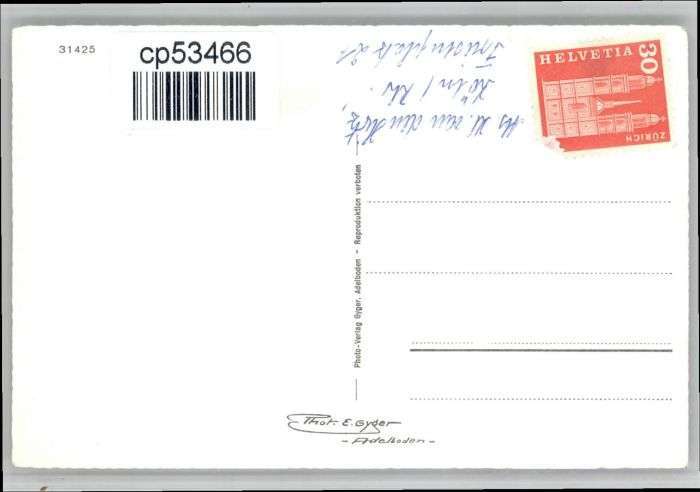 31425
cp53466
HELVETIA
30
ZÜRICH
Köln / Rh.
Photo-Verlag Gyger, Adelboden - Reproduktion verboten
Phot. E. Gyger
- Adelboden -